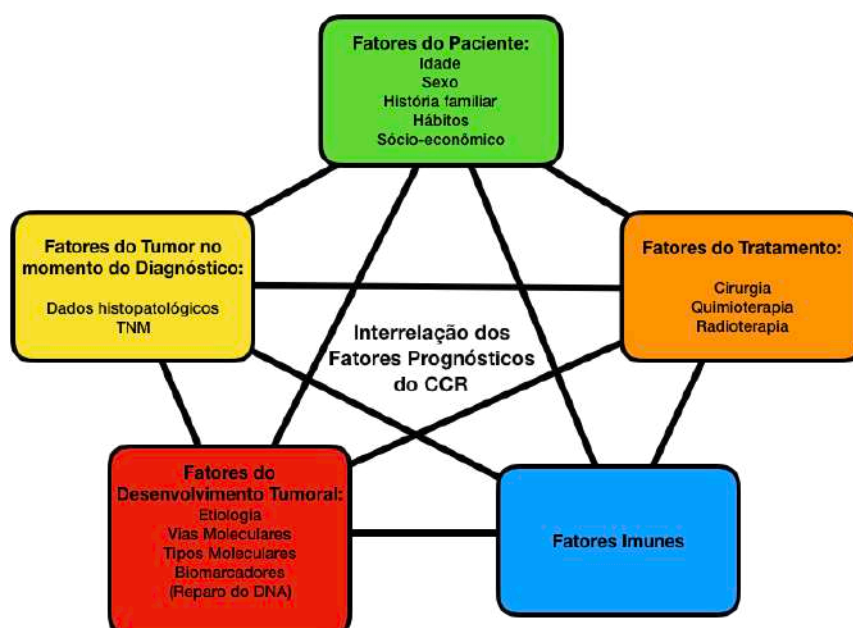 Fatores do Paciente:
Idade
Sexo
História familiar
Hábitos
Sócio-econômico
Fatores do Tumor no
momento do Diagnóstico:
Dados histopatológicos
TNM
Fatores do Tratamento:
Cirurgia
Quimioterapia
Radioterapia
Interrelação dos
Fatores Prognósticos
do CCR
Fatores do
Desenvolvimento Tumoral:
Etiologia
Vias Moleculares
Tipos Moleculares
Biomarcadores
(Reparo do DNA)
Fatores Imunes